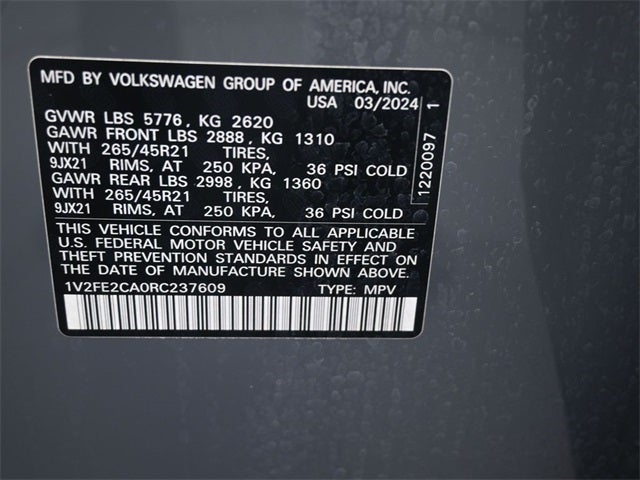 MFD BY VOLKSWAGEN GROUP OF AMERICA, INC.
USA 03/2024
GVWR LBS 5776, KG 2620
GAWR FRONT LBS 2888, KG 1310
WITH 265/45R21 TIRES,
9JX21 RIMS, AT 250 KPA, 36 PSI COLD
GAWR REAR LBS 2998, KG 1360
WITH 265/45R21 TIRES,
9JX21 RIMS, AT 250 KPA, 36 PSI COLD
THIS VEHICLE CONFORMS TO ALL APPLICABLE
U.S. FEDERAL MOTOR VEHICLE SAFETY AND
THEFT PREVENTION STANDARDS IN EFFECT ON
THE DATE OF MANUFACTURE SHOWN ABOVE.
1V2FE2CA0RC237609 TYPE: MPV
1220097 1